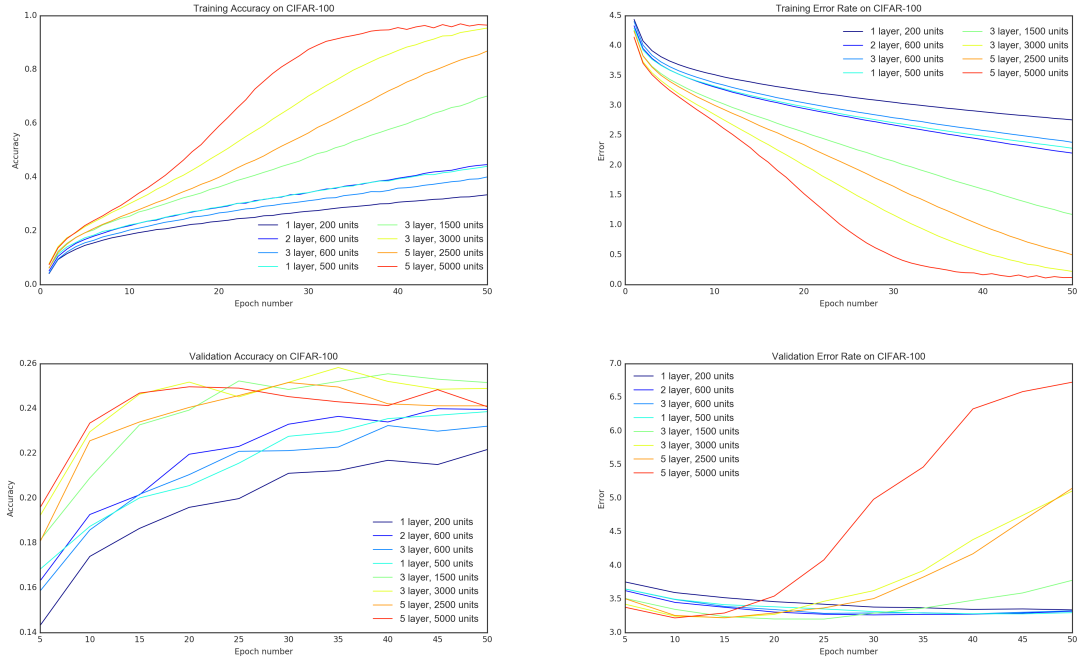 Training Accuracy on CIFAR-100
1.0
0.8
0.6
0.4
0.2
0.0
Accuracy
0
10
20
30
40
50
Epoch number
1 layer, 200 units
2 layer, 600 units
3 layer, 600 units
1 layer, 500 units
3 layer, 1500 units
3 layer, 3000 units
5 layer, 2500 units
5 layer, 5000 units
Training Error Rate on CIFAR-100
4.5
4.0
3.5
3.0
2.5
2.0
1.5
1.0
0.5
0.0
Error
0
10
20
30
40
50
Epoch number
1 layer, 200 units
2 layer, 600 units
3 layer, 600 units
1 layer, 500 units
3 layer, 1500 units
3 layer, 3000 units
5 layer, 2500 units
5 layer, 5000 units
Validation Accuracy on CIFAR-100
0.26
0.24
0.22
0.20
0.18
0.16
0.14
Accuracy
5
10
15
20
25
30
35
40
45
50
Epoch number
1 layer, 200 units
2 layer, 600 units
3 layer, 600 units
1 layer, 500 units
3 layer, 1500 units
3 layer, 3000 units
5 layer, 2500 units
5 layer, 5000 units
Validation Error Rate on CIFAR-100
7.0
6.5
6.0
5.5
5.0
4.5
4.0
3.5
3.0
Error
5
10
15
20
25
30
35
40
45
50
Epoch number
1 layer, 200 units
2 layer, 600 units
3 layer, 600 units
1 layer, 500 units
3 layer, 1500 units
3 layer, 3000 units
5 layer, 2500 units
5 layer, 5000 units